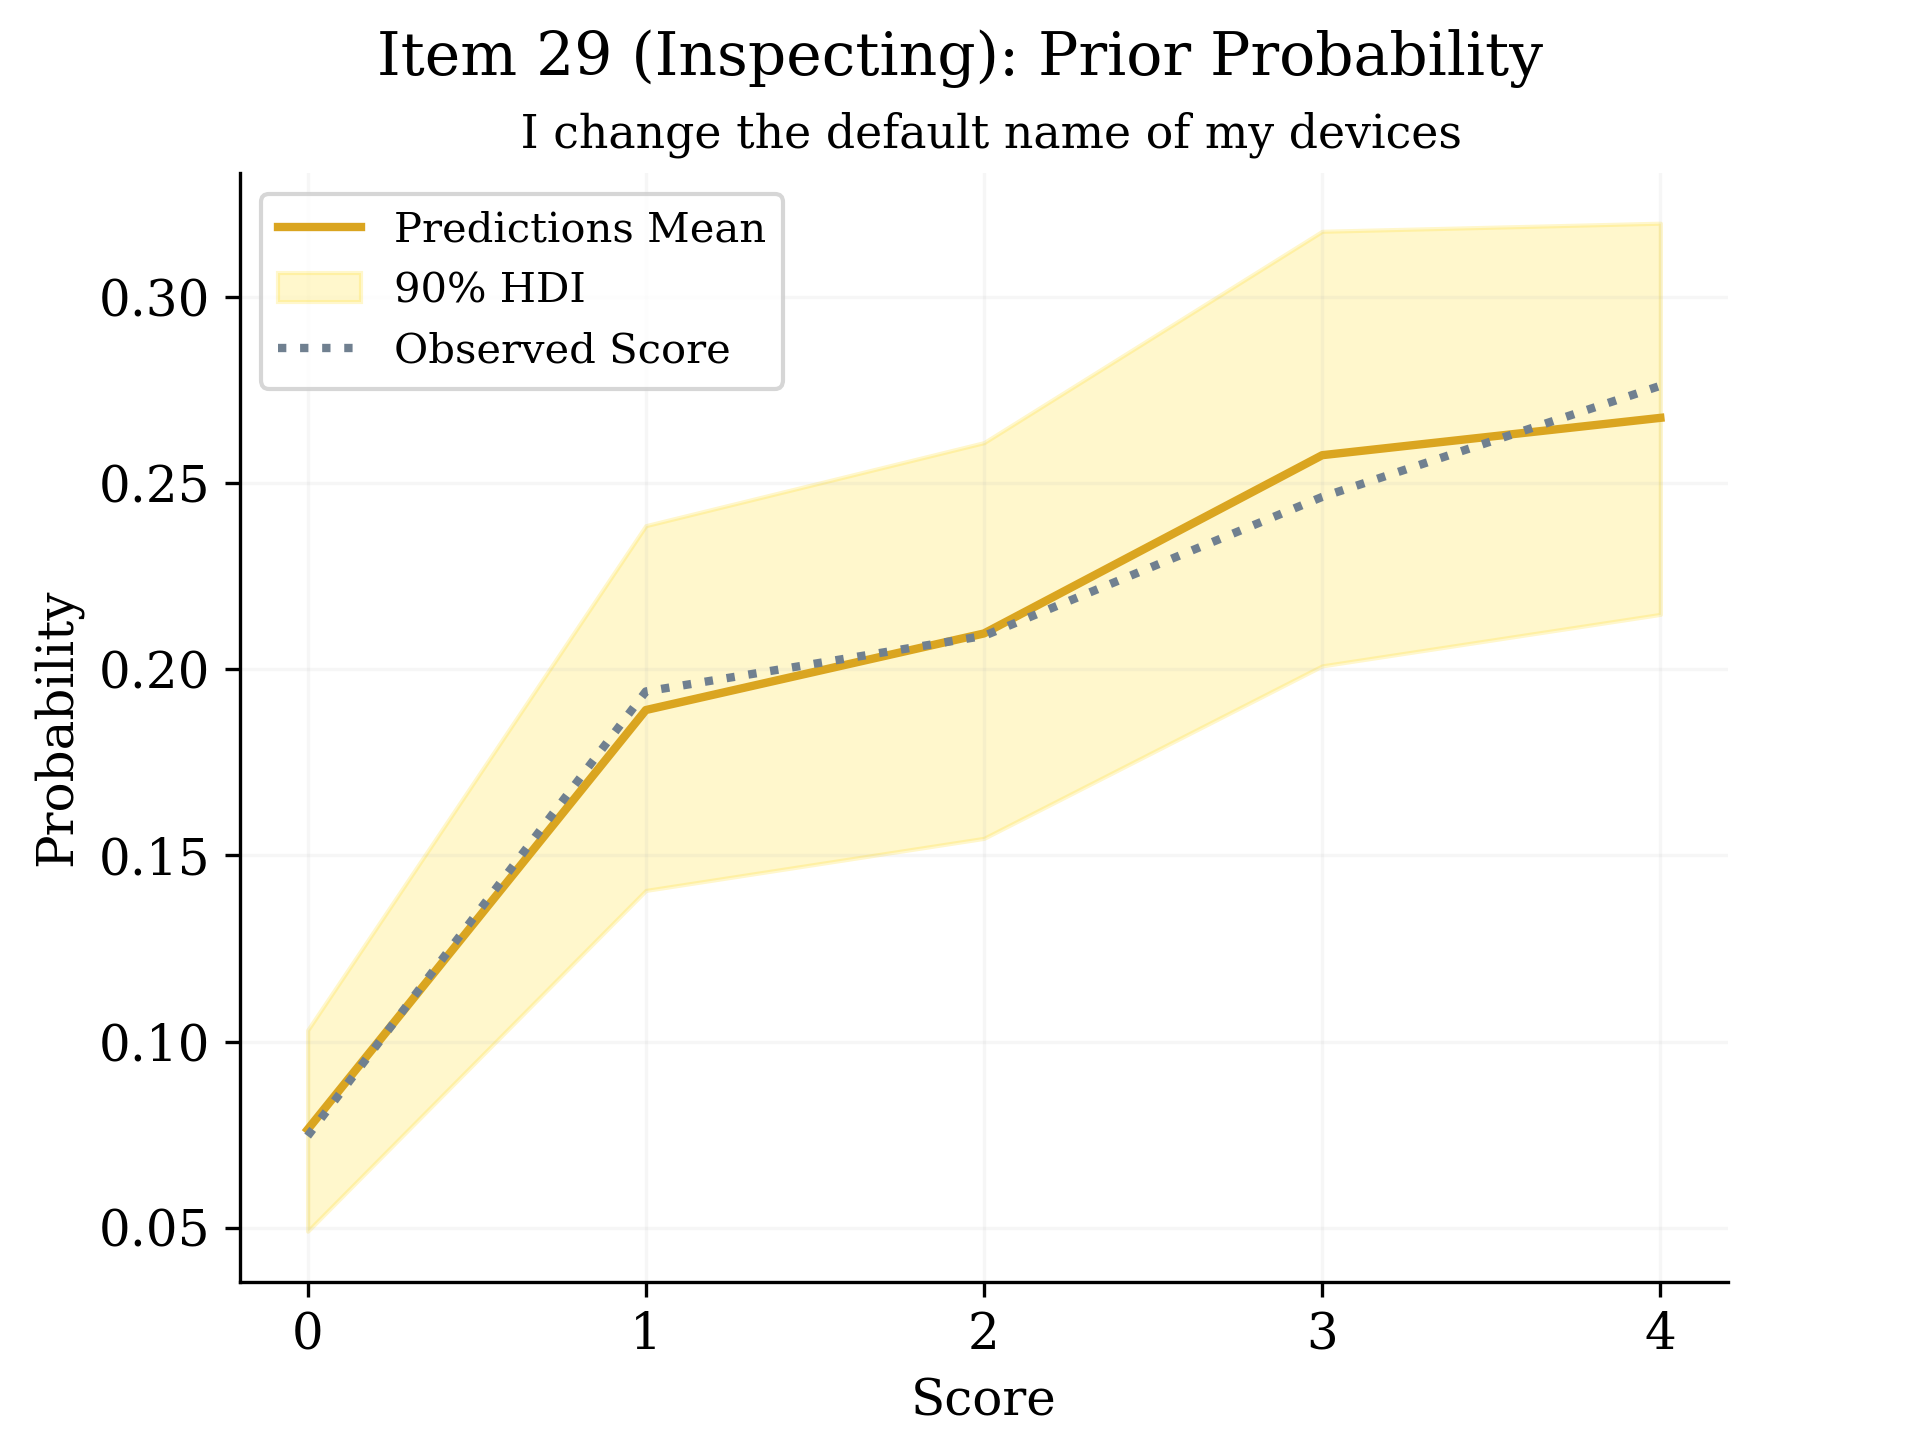 Item 29 (Inspecting): Prior Probability
I change the default name of my devices
Predictions Mean
90% HDI
Observed Score
0.30
0.25
0.20
0.15
0.10
0.05
Probability
0 1 2 3 4
Score